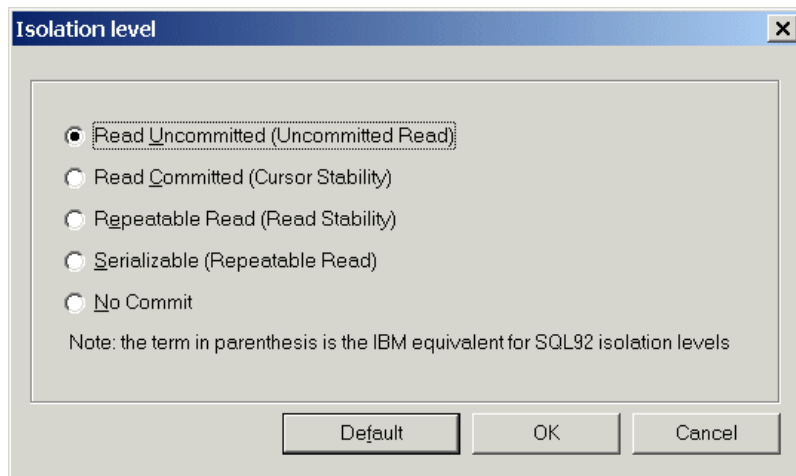 Isolation level
Read Uncommitted (Uncommitted Read)
Read Committed (Cursor Stability)
Repeatable Read (Read Stability)
Serializable (Repeatable Read)
No Commit
Note: the term in parenthesis is the IBM equivalent for SQL92 isolation levels
Default
OK
Cancel